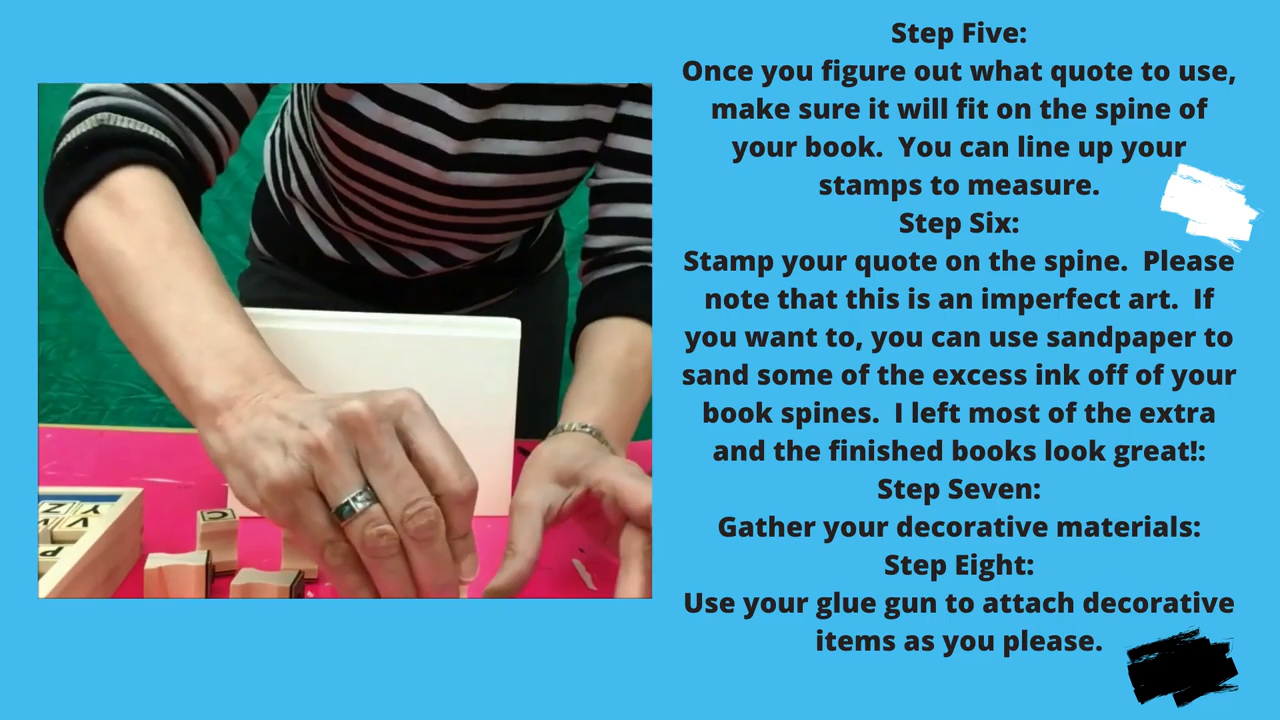 Step Five:
Once you figure out what quote to use,
make sure it will fit on the spine of
your book.  You can line up your
stamps to measure.
Step Six:
Stamp your quote on the spine.  Please
note that this is an imperfect art.  If
you want to, you can use sandpaper to
sand some of the excess ink off of your
book spines.  I left most of the extra
and the finished books look great!:
Step Seven:
Gather your decorative materials:
Step Eight:
Use your glue gun to attach decorative
items as you please.
Y Z
V
C
P